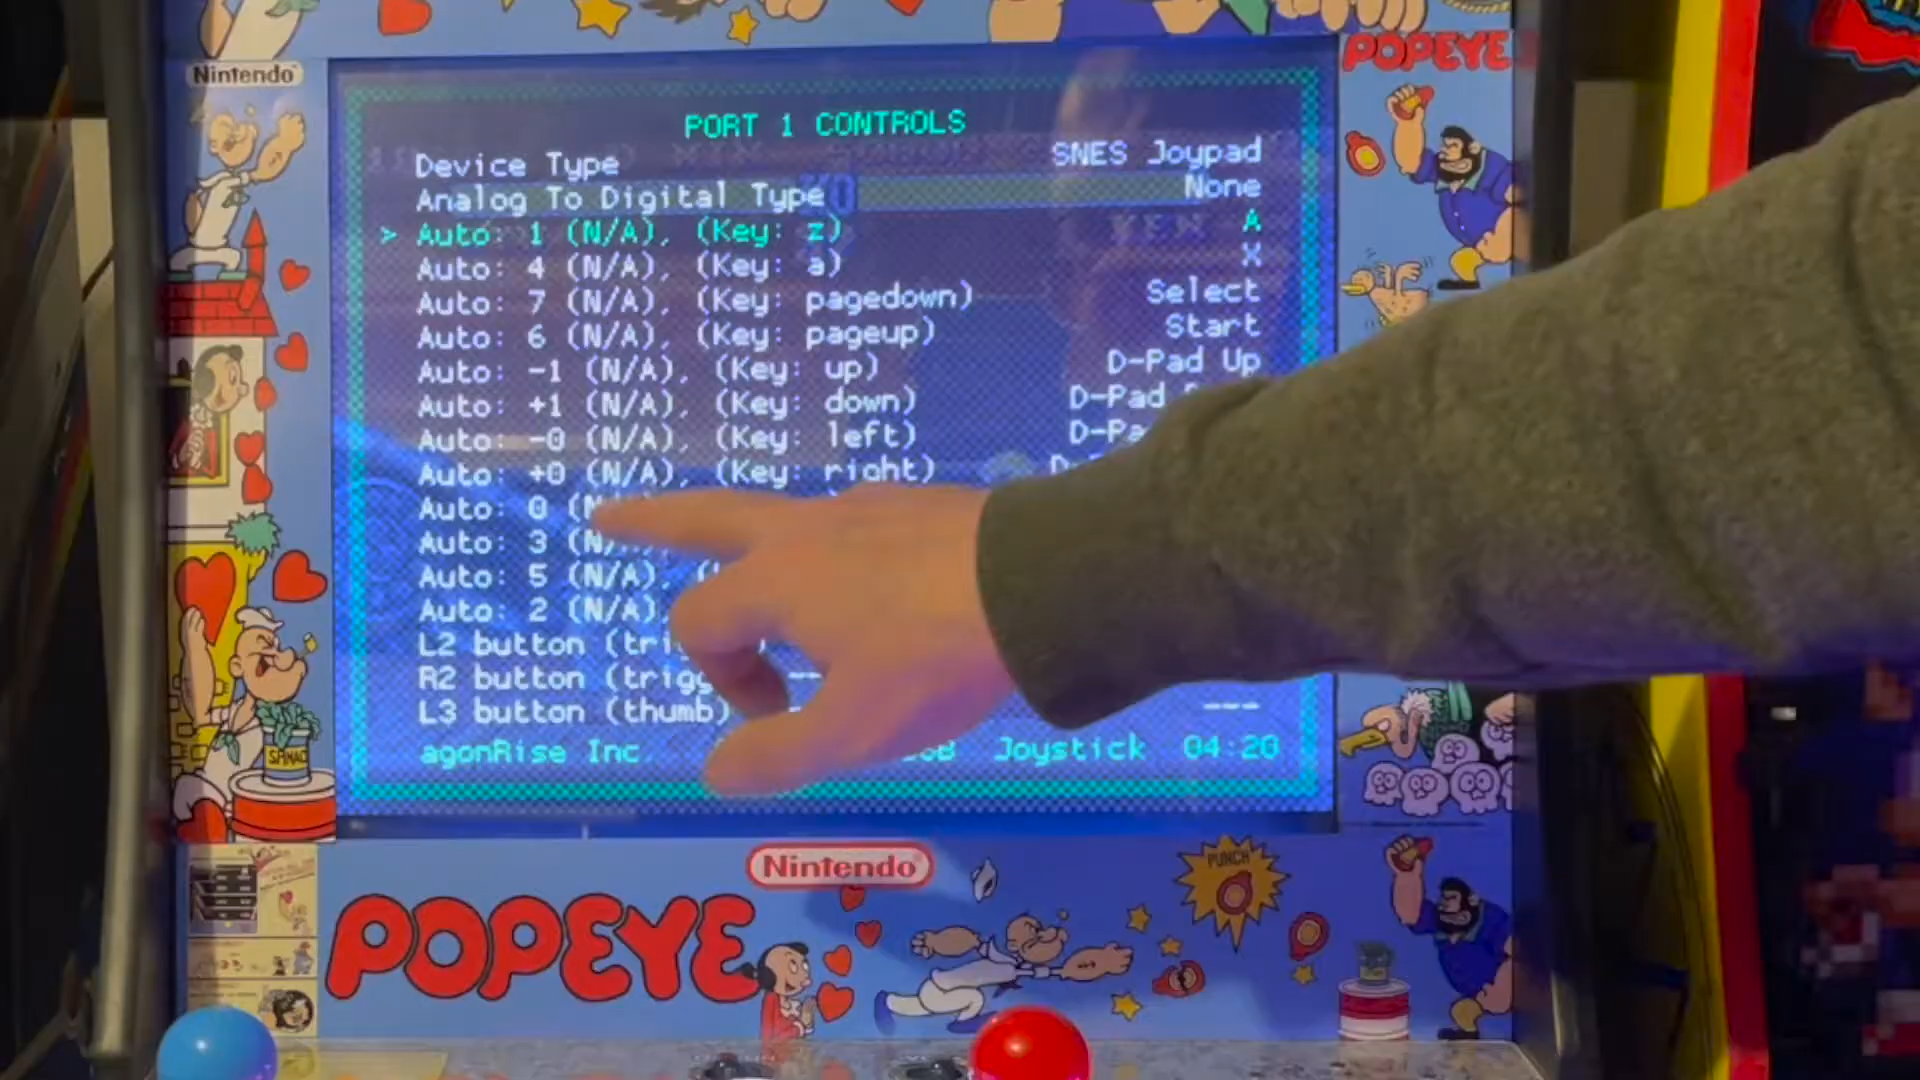 Nintendo
POPEYE
PORT 1 CONTROLS
Device Type SNES Joypad
Analog To Digital Type None
> Auto: 1 (N/A), (Key: z) A
Auto: 4 (N/A), (Key: a) X
Auto: 7 (N/A), (Key: pagedown) Select
Auto: 6 (N/A), (Key: pageup) Start
Auto: -1 (N/A), (Key: up) D-Pad Up
Auto: +1 (N/A), (Key: down) D-Pad
Auto: -0 (N/A), (Key: left)
Auto: +0 (N/A), (Key: right)
Auto: 0
Auto: 3
Auto: 5 (N/A),
Auto: 2 (N/A),
L2 button
R2 button
L3 button (thumb) ---
agonRise Inc. Joystick 04:20
Nintendo
PUNCH
POPEYE